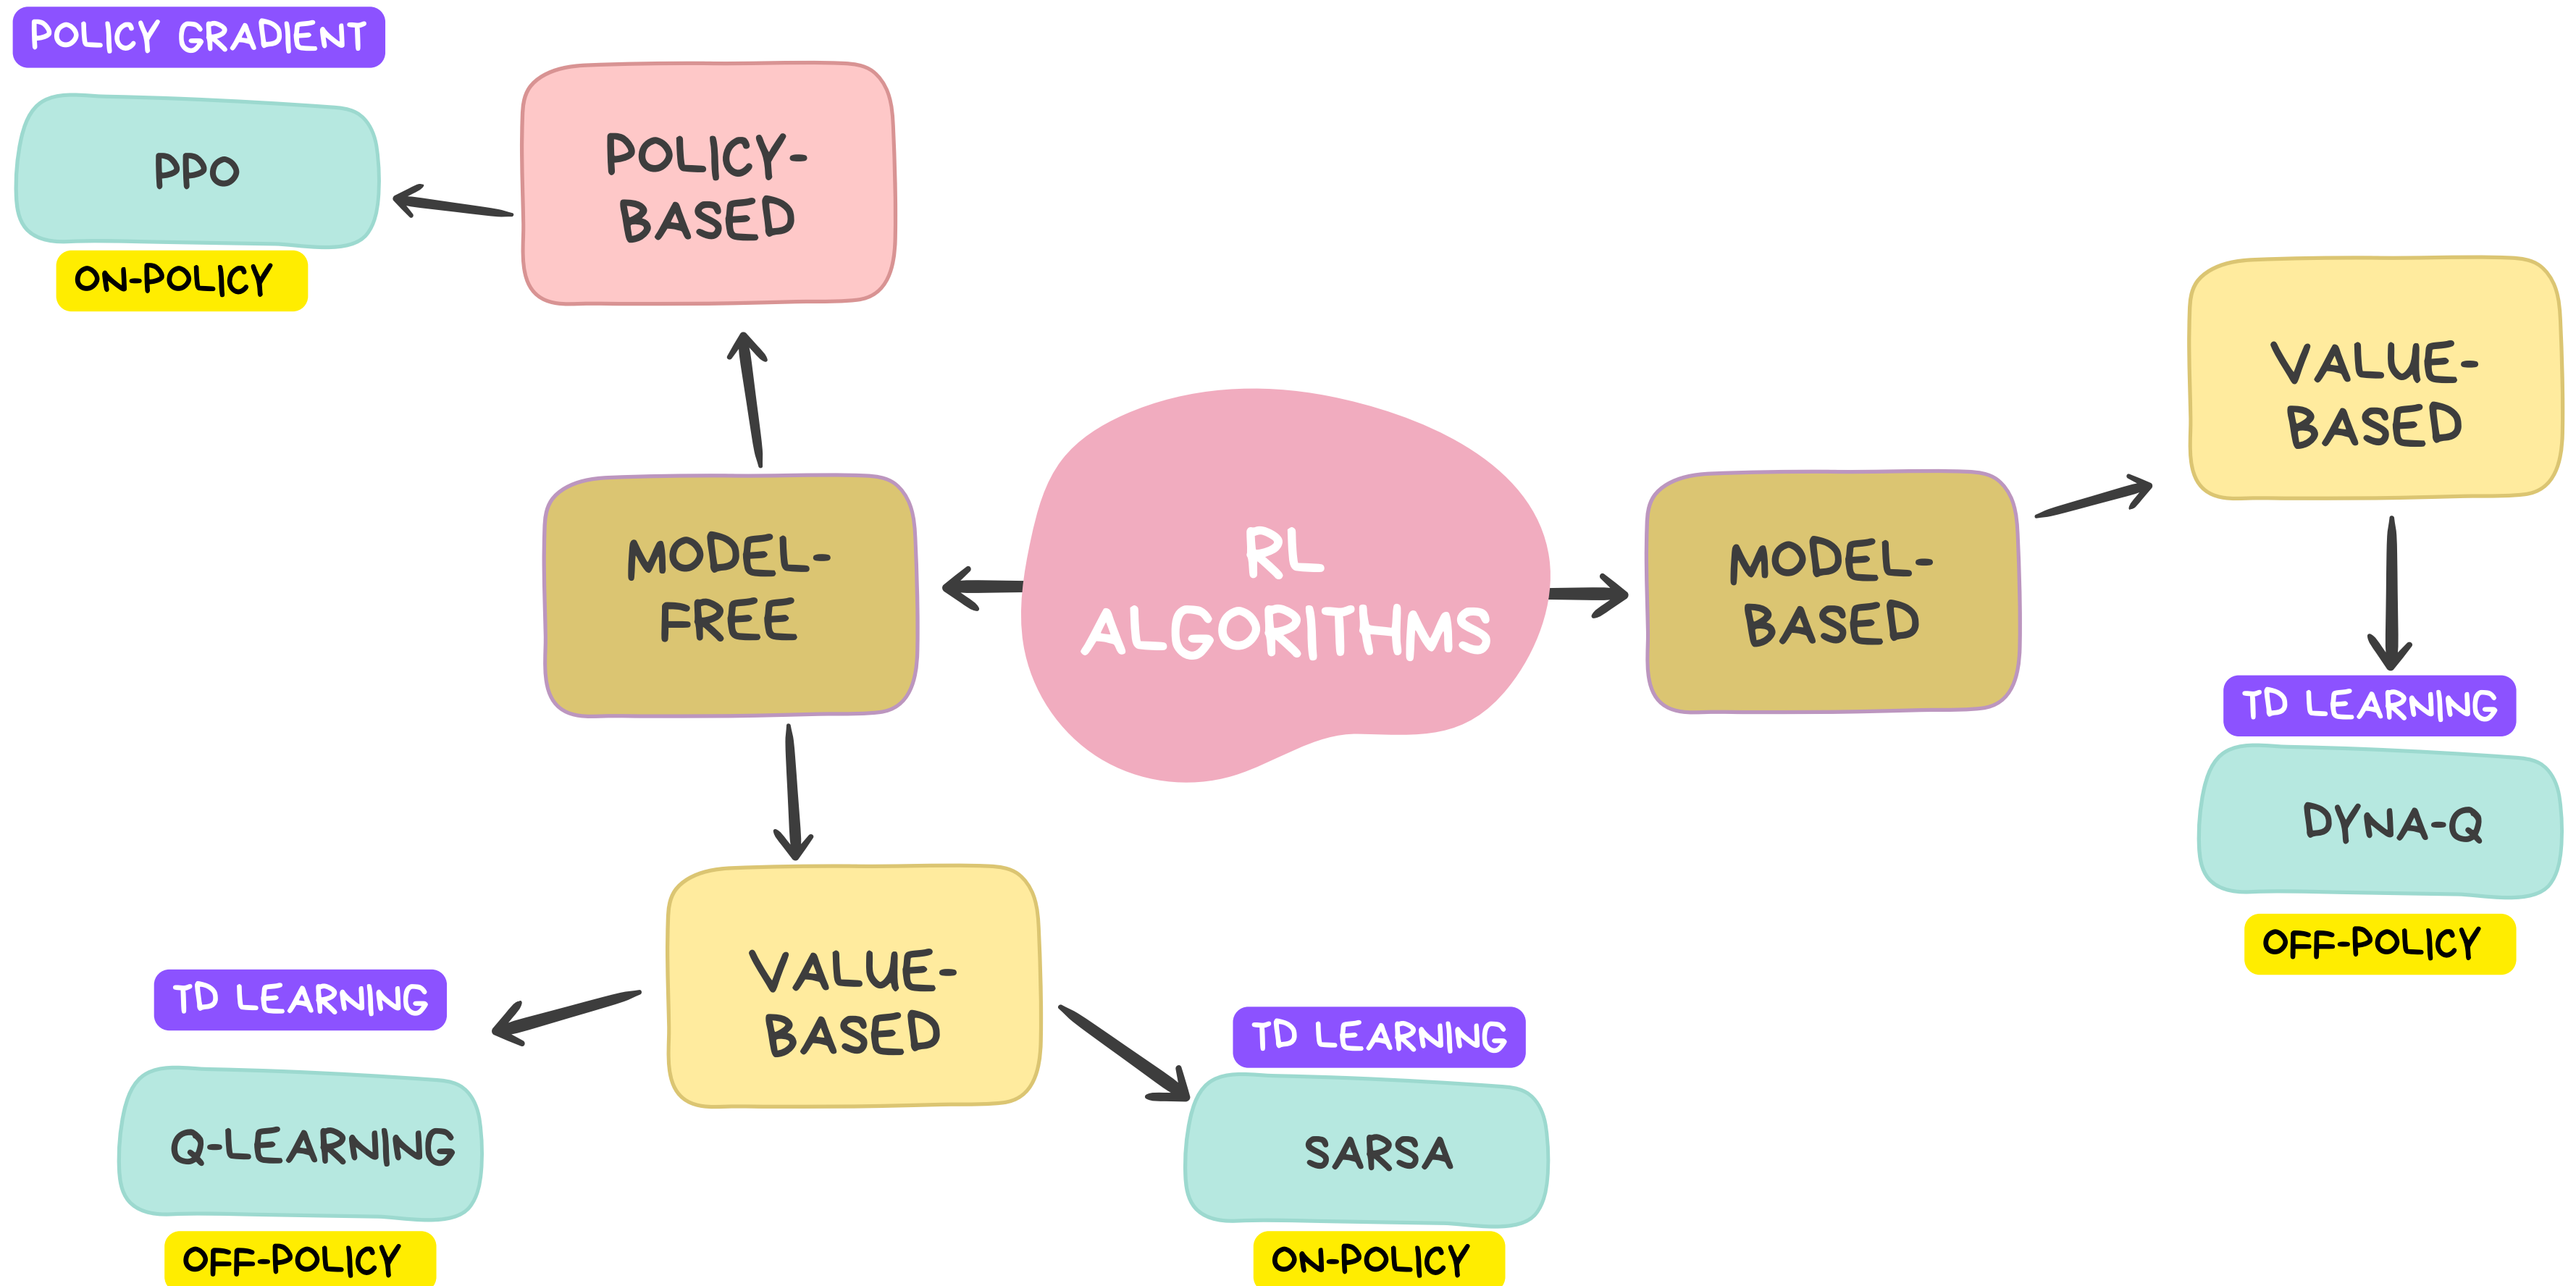 POLICY GRADIENT
PPO
ON-POLICY
POLICY-
BASED
MODEL-
FREE
RL
ALGORITHMS
MODEL-
BASED
VALUE-
BASED
TD LEARNING
DYNA-Q
OFF-POLICY
VALUE-
BASED
TD LEARNING
Q-LEARNING
OFF-POLICY
TD LEARNING
SARSA
ON-POLICY